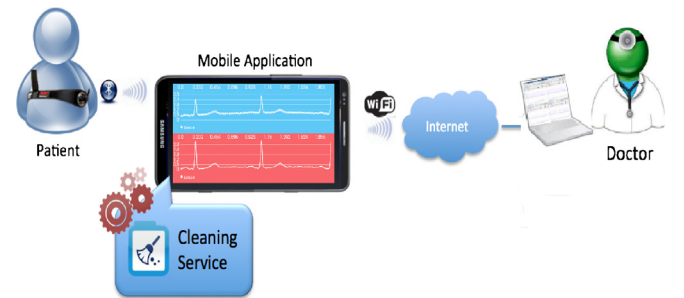 Mobile Application
WiFi
SAMSUNG
Internet
Patient
Doctor
Cleaning
Service